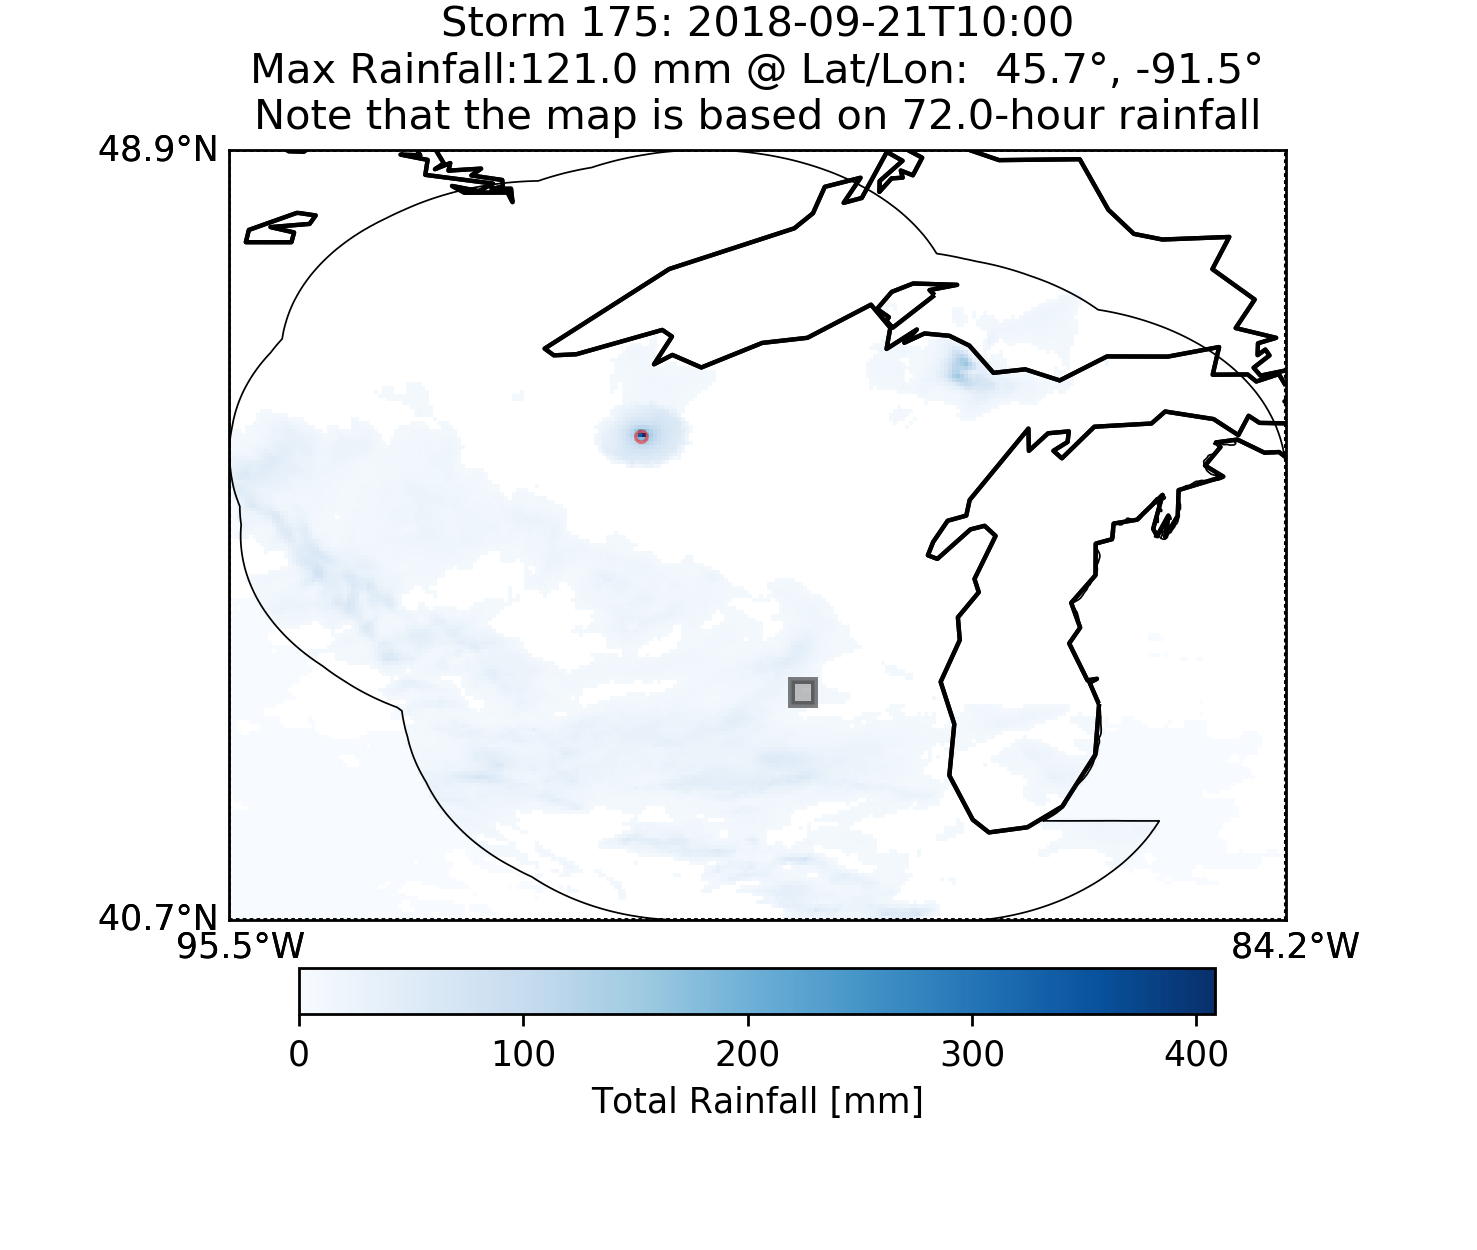 Storm 175: 2018-09-21T10:00
Max Rainfall:121.0 mm @ Lat/Lon:  45.7°, -91.5°
Note that the map is based on 72.0-hour rainfall
48.9°N
40.7°N
95.5°W 84.2°W
0 100 200 300 400
Total Rainfall [mm]